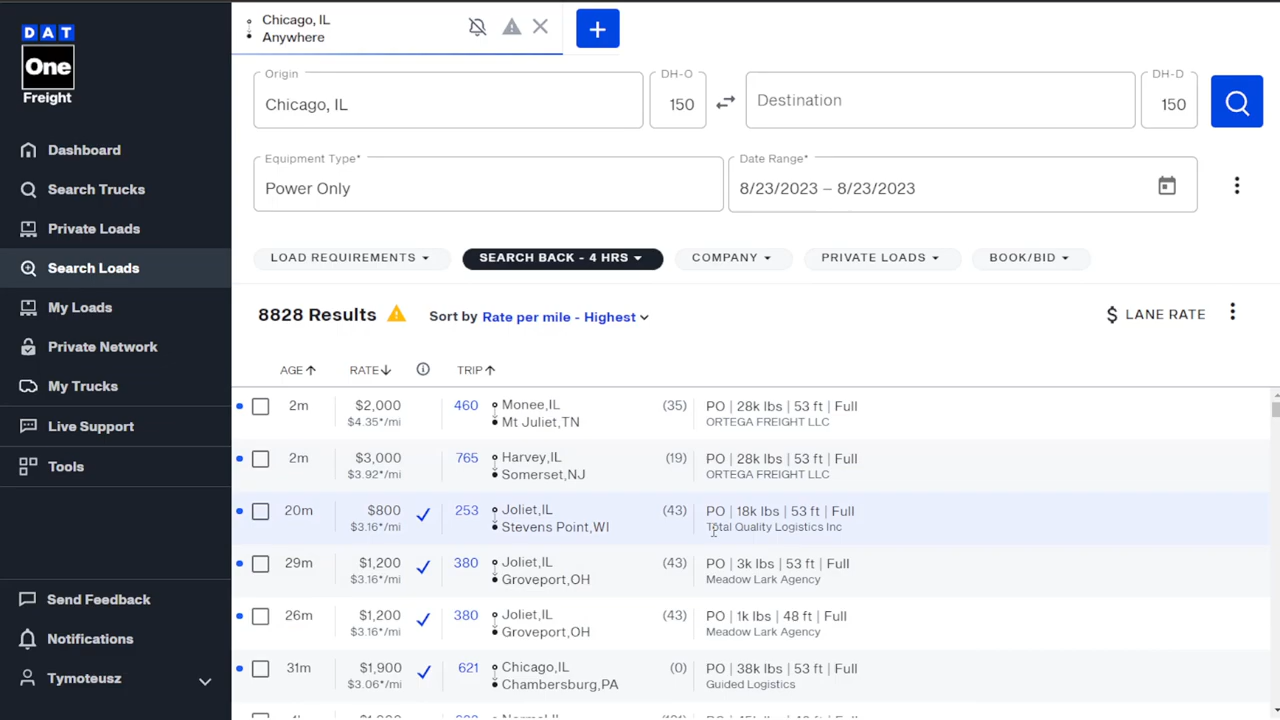 DAT
One
Freight
Dashboard
Search Trucks
Private Loads
Search Loads
My Loads
Private Network
My Trucks
Live Support
Tools
Send Feedback
Notifications
Tymoteusz
Chicago, IL
Anywhere
+
Origin
Chicago, IL
DH-O
150
Destination
DH-D
150
Equipment Type*
Power Only
Date Range*
8/23/2023 – 8/23/2023
LOAD REQUIREMENTS
SEARCH BACK - 4 HRS
COMPANY
PRIVATE LOADS
BOOK/BID
8828 Results
Sort by Rate per mile - Highest
$ LANE RATE
AGE RATE TRIP
2m $2,000 460 Monee,IL (35) PO | 28k lbs | 53 ft | Full
$4.35*/mi Mt Juliet,TN ORTEGA FREIGHT LLC
2m $3,000 765 Harvey,IL (19) PO | 28k lbs | 53 ft | Full
$3.92*/mi Somerset,NJ ORTEGA FREIGHT LLC
20m $800 253 Joliet,IL (43) PO | 18k lbs | 53 ft | Full
$3.16*/mi Stevens Point,WI Total Quality Logistics Inc
29m $1,200 380 Joliet,IL (43) PO | 3k lbs | 53 ft | Full
$3.16*/mi Groveport,OH Meadow Lark Agency
26m $1,200 380 Joliet,IL (43) PO | 1k lbs | 48 ft | Full
$3.16*/mi Groveport,OH Meadow Lark Agency
31m $1,900 621 Chicago,IL (0) PO | 38k lbs | 53 ft | Full
$3.06*/mi Chambersburg,PA Guided Logistics